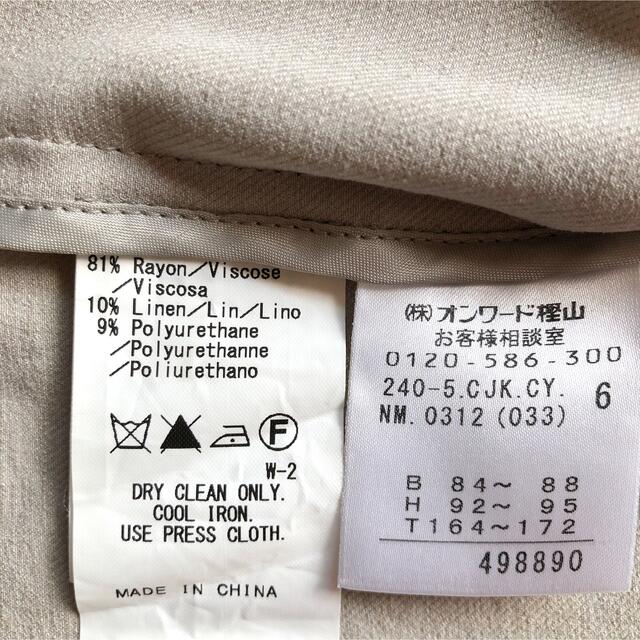 81% Rayon/Viscose
/Viscosa
10% Linen/Lin/Lino
9% Polyurethane
/Polyurethanne
/Poliurethano
F
W-2
DRY CLEAN ONLY.
COOL IRON.
USE PRESS CLOTH.
MADE IN CHINA
(株)オンワード樫山
お客様相談室
0120-586-300
240-5.CJK.CY. 6
NM.0312(033)
B 84～ 88
H 92～ 95
T 164～172
498890